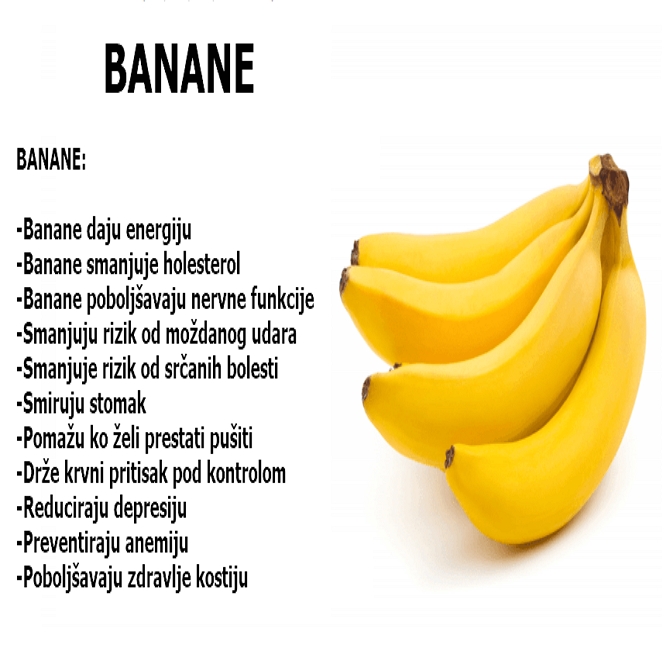 BANANE
BANANE:
-Banane daju energiju
-Banane smanjuje holesterol
-Banane poboljšavaju nervne funkcije
-Smanjuju rizik od moždanog udara
-Smanjuje rizik od srčanih bolesti
-Smiruju stomak
-Pomažu ko želi prestati pušiti
-Drže krvni pritisak pod kontrolom
-Reduciraju depresiju
-Preventiraju anemiju
-Poboljšavaju zdravlje kostiju